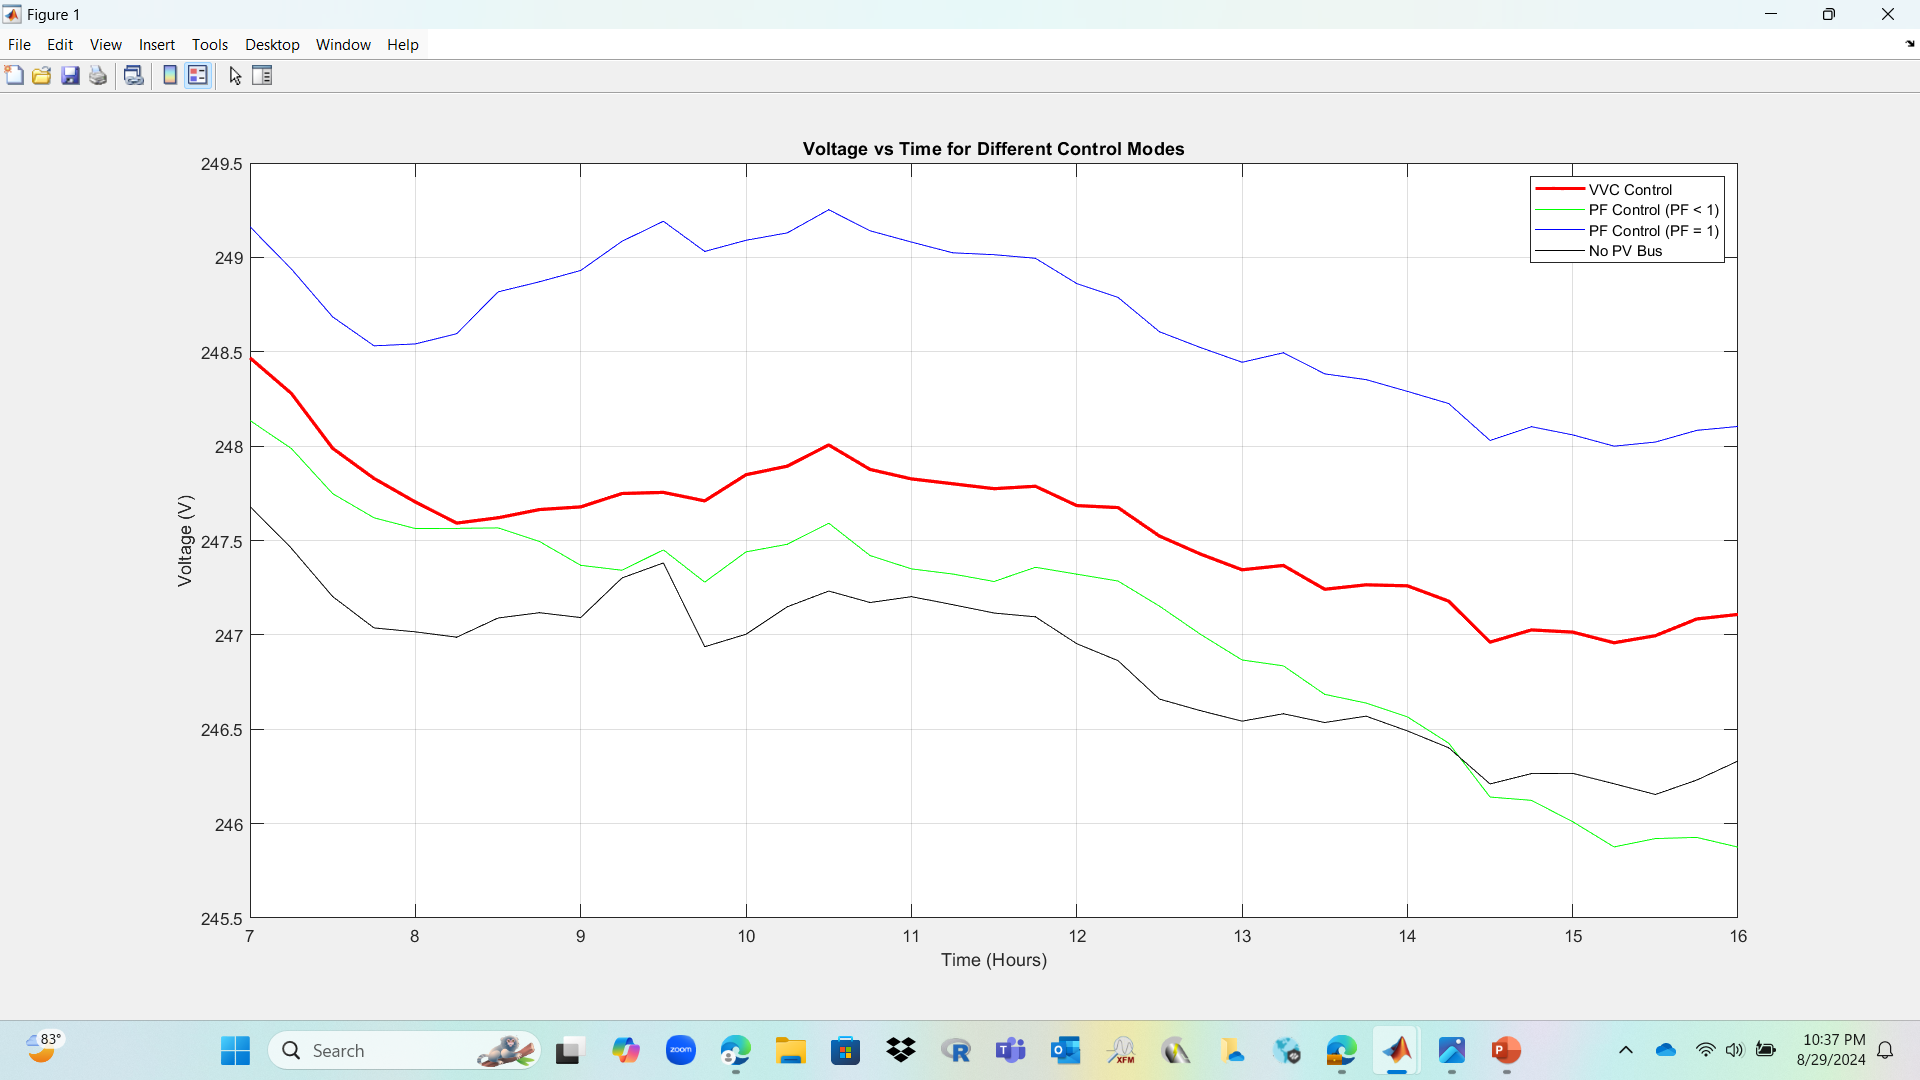 Figure 1
File Edit View Insert Tools Desktop Window Help
Voltage vs Time for Different Control Modes
VVC Control
PF Control (PF < 1)
PF Control (PF = 1)
No PV Bus
249.5
249
248.5
248
247.5
247
246.5
246
245.5
Voltage (V)
7 8 9 10 11 12 13 14 15 16
Time (Hours)
83°
Search
zoom
XFM
10:37 PM
8/29/2024